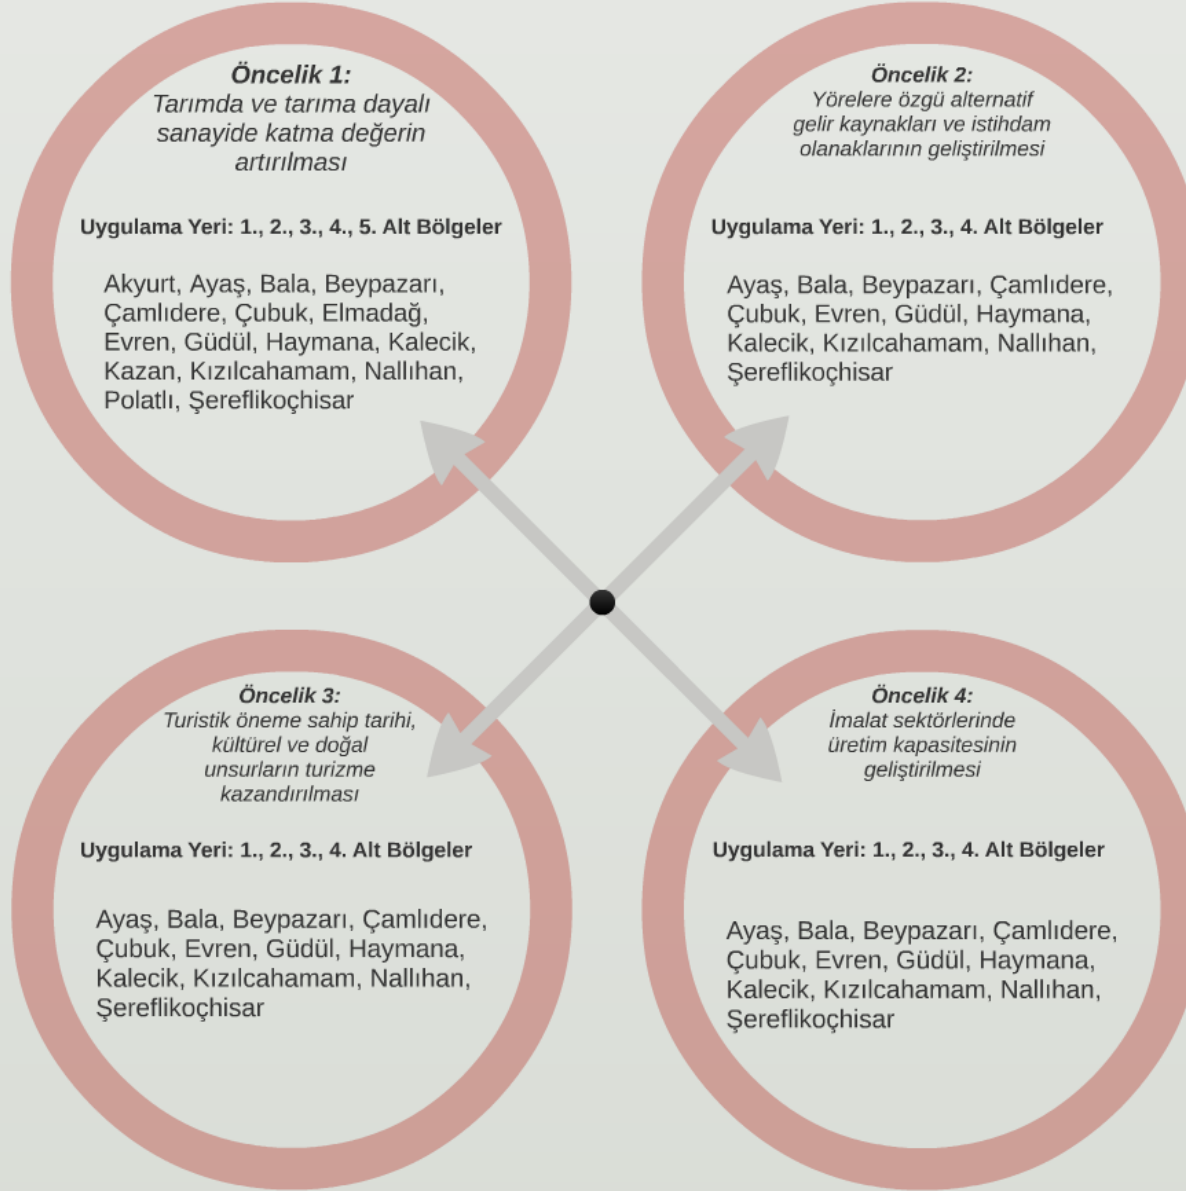 Öncelik 1:
Tarımda ve tarıma dayalı
sanayide katma değerin
artırılması
Uygulama Yeri: 1., 2., 3., 4., 5. Alt Bölgeler
Akyurt, Ayaş, Bala, Beypazarı,
Çamlıdere, Çubuk, Elmadağ,
Evren, Güdül, Haymana, Kalecik,
Kazan, Kızılcahamam, Nallıhan,
Polatlı, Şereflikoçhisar
Öncelik 2:
Yörelere özgü alternatif
gelir kaynakları ve istihdam
olanaklarının geliştirilmesi
Uygulama Yeri: 1., 2., 3., 4. Alt Bölgeler
Ayaş, Bala, Beypazarı, Çamlıdere,
Çubuk, Evren, Güdül, Haymana,
Kalecik, Kızılcahamam, Nallıhan,
Şereflikoçhisar
Öncelik 3:
Turistik öneme sahip tarihi,
kültürel ve doğal
unsurların turizme
kazandırılması
Uygulama Yeri: 1., 2., 3., 4. Alt Bölgeler
Ayaş, Bala, Beypazarı, Çamlıdere,
Çubuk, Evren, Güdül, Haymana,
Kalecik, Kızılcahamam, Nallıhan,
Şereflikoçhisar
Öncelik 4:
İmalat sektörlerinde
üretim kapasitesinin
geliştirilmesi
Uygulama Yeri: 1., 2., 3., 4. Alt Bölgeler
Ayaş, Bala, Beypazarı, Çamlıdere,
Çubuk, Evren, Güdül, Haymana,
Kalecik, Kızılcahamam, Nallıhan,
Şereflikoçhisar